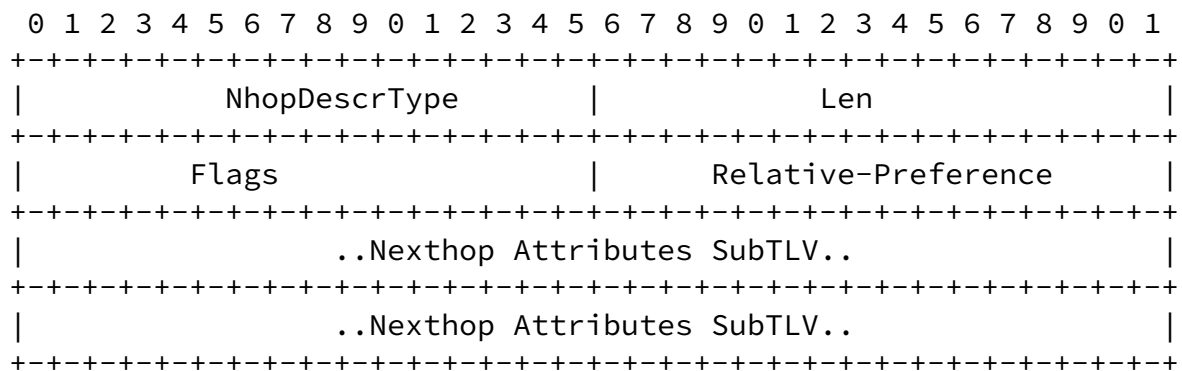 0 1 2 3 4 5 6 7 8 9 0 1 2 3 4 5 6 7 8 9 0 1 2 3 4 5 6 7 8 9 0 1
+-+-+-+-+-+-+-+-+-+-+-+-+-+-+-+-+-+-+-+-+-+-+-+-+-+-+-+-+-+-+-+-+
|           NhopDescrType       |            Len                |
+-+-+-+-+-+-+-+-+-+-+-+-+-+-+-+-+-+-+-+-+-+-+-+-+-+-+-+-+-+-+-+-+
|         Flags                 |      Relative-Preference      |
+-+-+-+-+-+-+-+-+-+-+-+-+-+-+-+-+-+-+-+-+-+-+-+-+-+-+-+-+-+-+-+-+
|                 ..Nexthop Attributes SubTLV..                 |
+-+-+-+-+-+-+-+-+-+-+-+-+-+-+-+-+-+-+-+-+-+-+-+-+-+-+-+-+-+-+-+-+
|                 ..Nexthop Attributes SubTLV..                 |
+-+-+-+-+-+-+-+-+-+-+-+-+-+-+-+-+-+-+-+-+-+-+-+-+-+-+-+-+-+-+-+-+